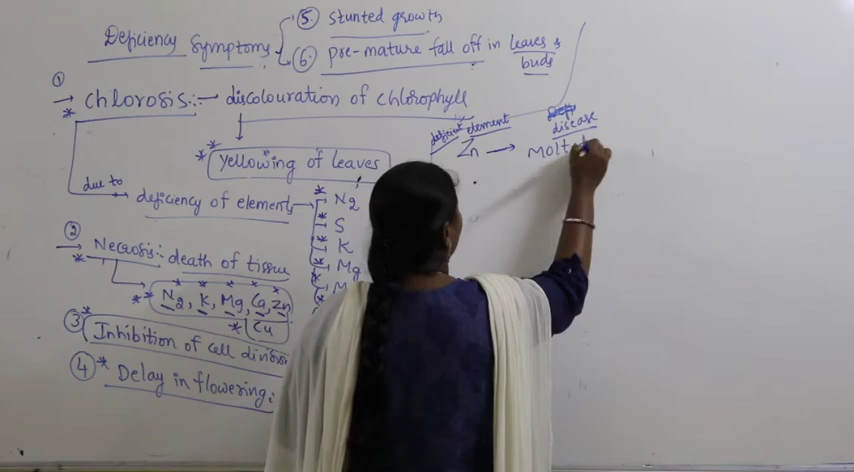 Deficiency Symptoms
⑤ stunted growth
⑥ pre-mature fall off in leaves &
buds
① → * chlorosis :→ discolouration of chlorophyll
** yellowing of leaves
due to deficiency of elements
* N2
* S
* K
* Mg
* M
② → * Necrosis :- death of tissue
** N2, K, Mg, Ca, Zn,
* Cu
③* Inhibition of cell division
④* Delay in flowering :
deficient element
disease
Zn → molt